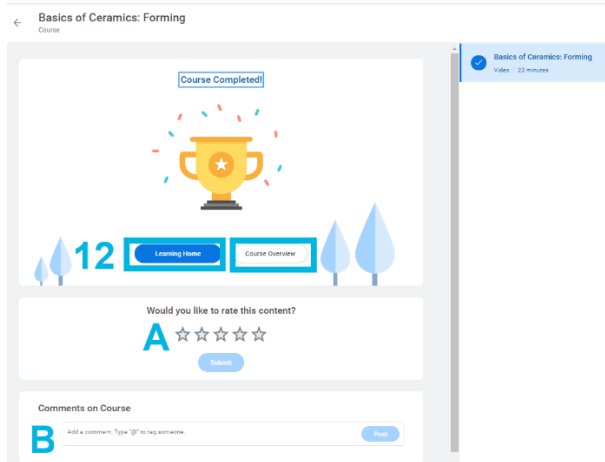 Basics of Ceramics: Forming
Course
Basics of Ceramics: Forming
Video | 23 minutes
Course Completed!
12
Learning Home
Course Overview
Would you like to rate this content?
A
Submit
Comments on Course
B
Add a comment. Type "@" to tag someone.
Post